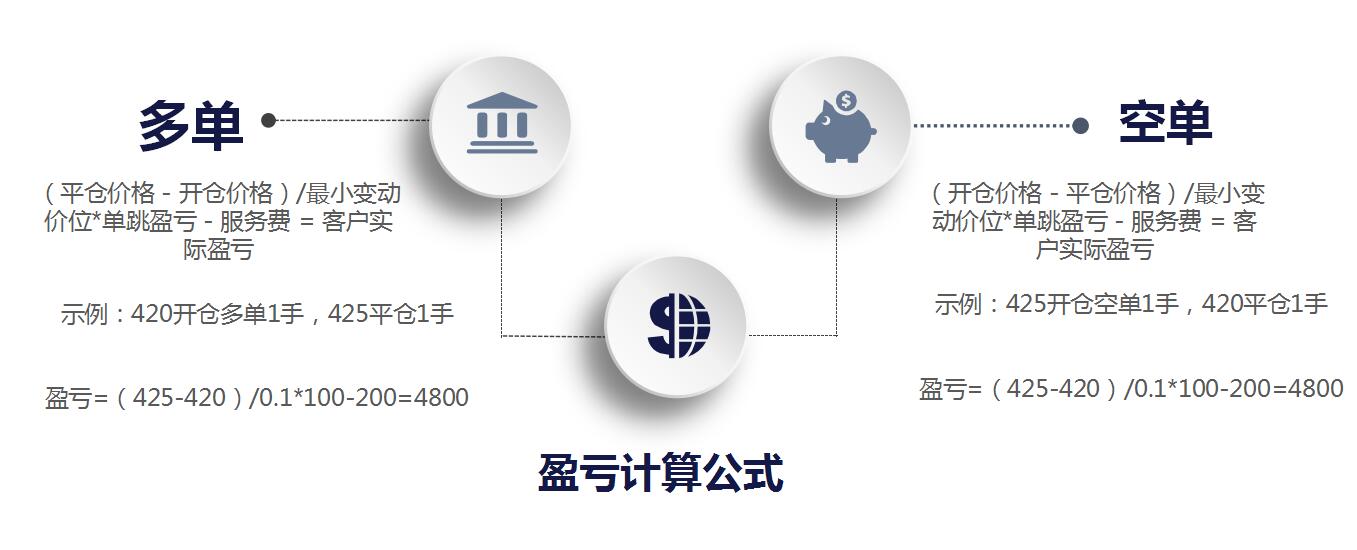 多单
（平仓价格 - 开仓价格）/最小变动
价位*单跳盈亏 - 服务费 = 客户实
际盈亏
示例：420开仓多单1手，425平仓1手
盈亏=（425-420）/0.1*100-200=4800
空单
（开仓价格 - 平仓价格）/最小变
动价位*单跳盈亏 - 服务费 = 客
户实际盈亏
示例：425开仓空单1手，420平仓1手
盈亏=（425-420）/0.1*100-200=4800
盈亏计算公式